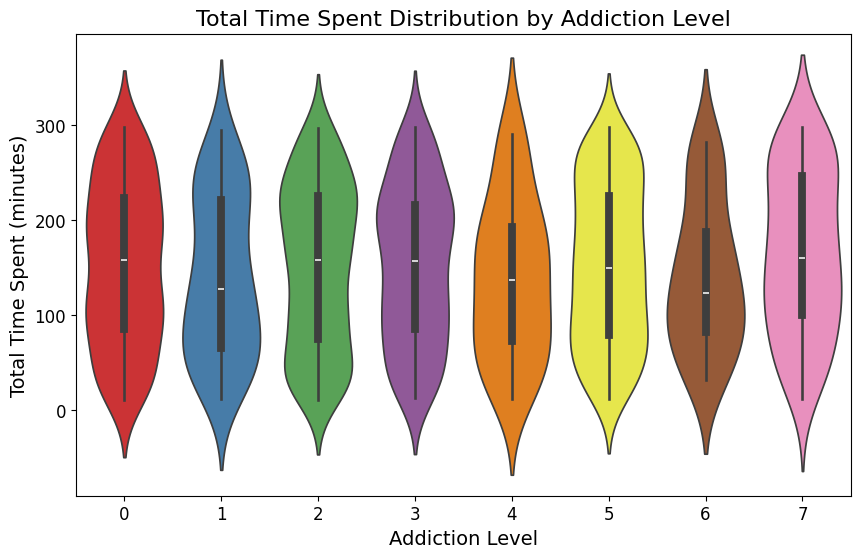 Total Time Spent Distribution by Addiction Level
Total Time Spent (minutes)
300
200
100
0
0 1 2 3 4 5 6 7
Addiction Level